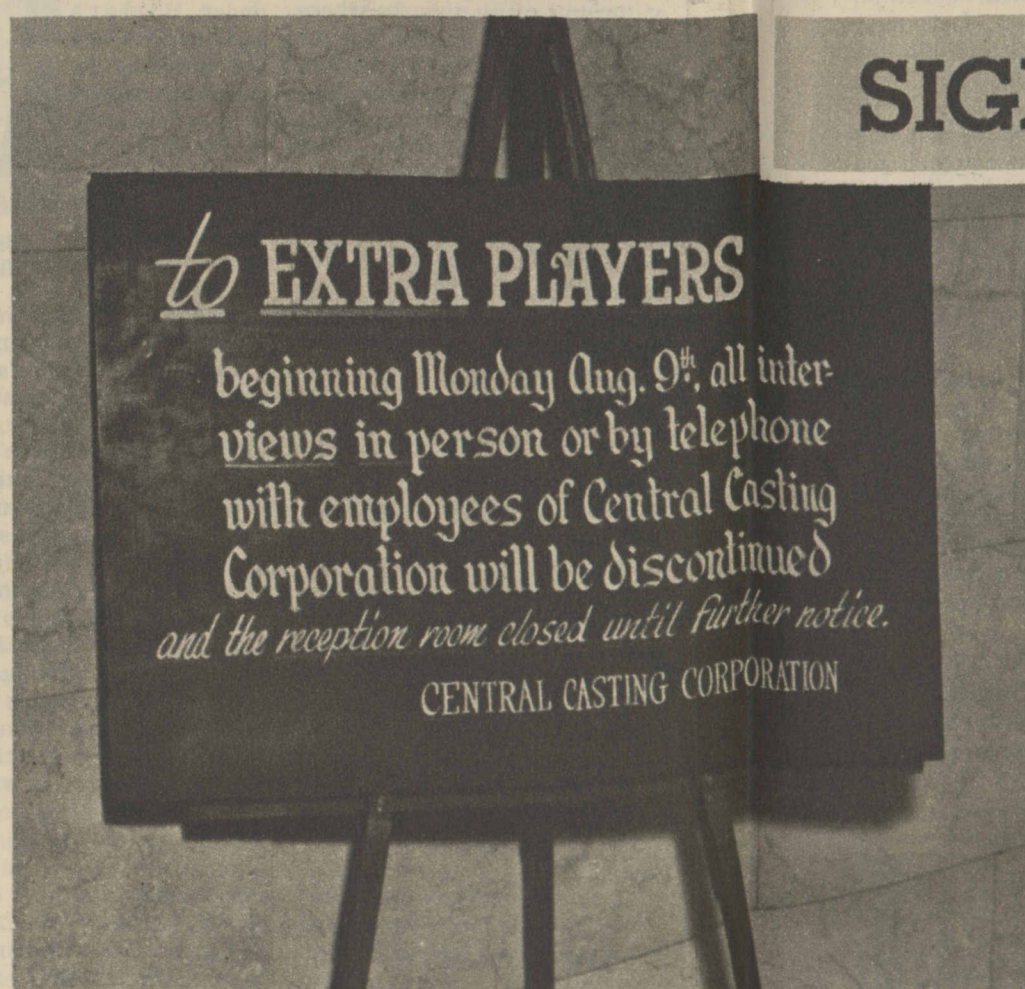 SIG
to EXTRA PLAYERS
beginning Monday Aug. 9th, all inter-
views in person or by telephone
with employees of Central Casting
Corporation will be discontinued
and the reception room closed until further notice.
CENTRAL CASTING CORPORATION